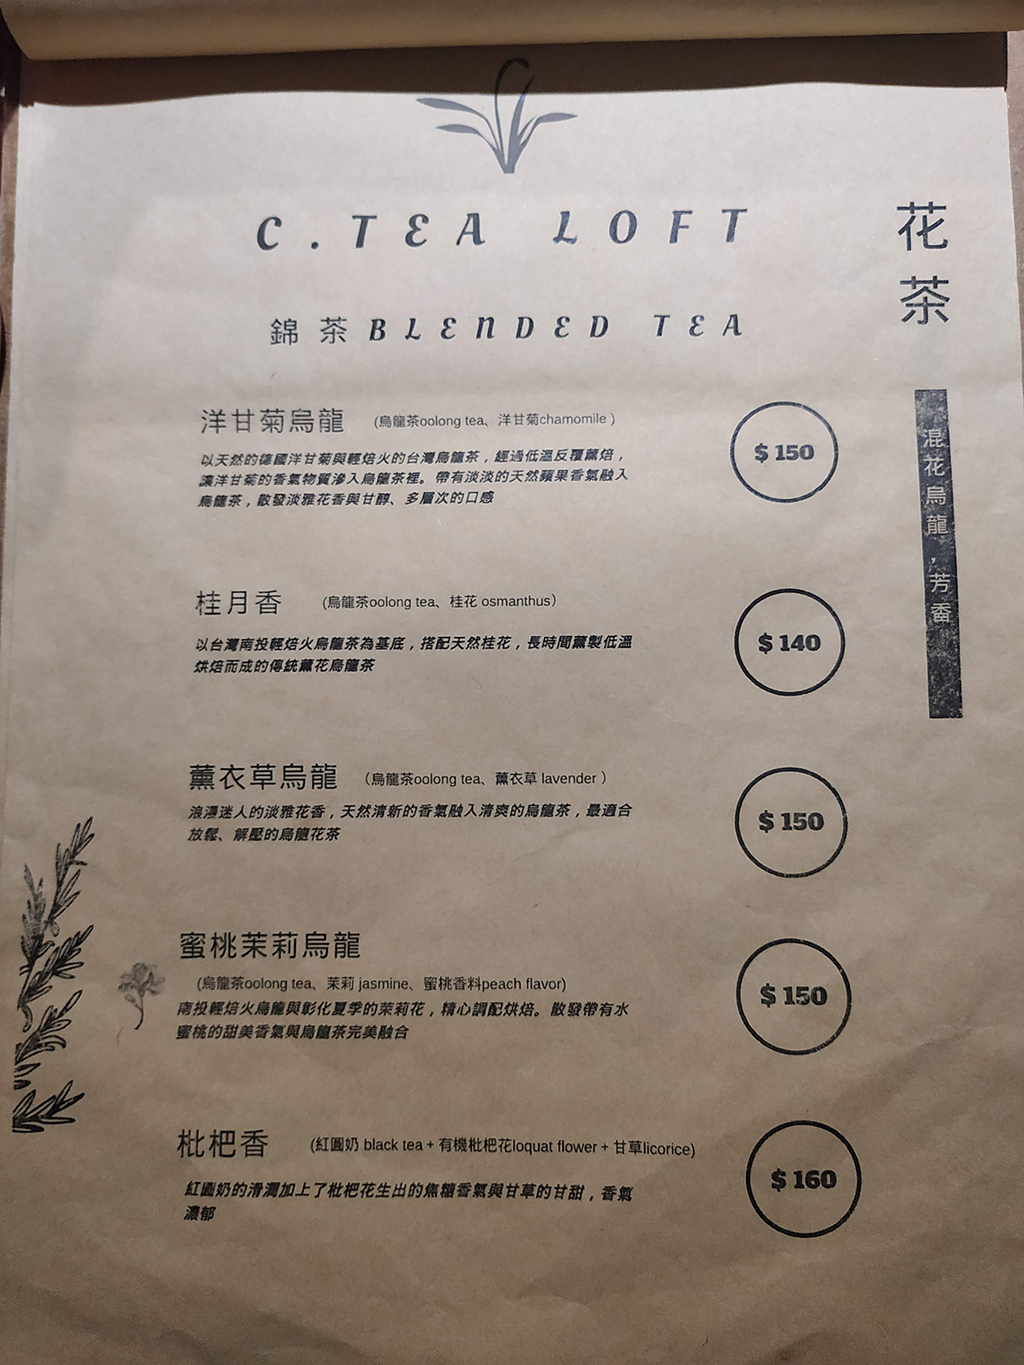 C.TEA LOFT
花茶
錦茶BLENDED TEA
混花烏龍,芳香
洋甘菊烏龍 (烏龍茶oolong tea、洋甘菊chamomile )
$ 150
以天然的德國洋甘菊與輕焙火的台灣烏龍茶，經過低溫反覆薰焙，
讓洋甘菊的香氣物質滲入烏龍茶裡。帶有淡淡的天然蘋果香氣融入
烏龍茶，散發淡雅花香與甘醇、多層次的口感
桂月香 (烏龍茶oolong tea、桂花 osmanthus）
$ 140
以台灣南投輕焙火烏龍茶為基底，搭配天然桂花，長時間薰製低溫
烘焙而成的傳統薰花烏龍茶
薰衣草烏龍 （烏龍茶oolong tea、薰衣草 lavender ）
$ 150
浪漫迷人的淡雅花香，天然清新的香氣融入清爽的烏龍茶，最適合
放鬆、解壓的烏龍花茶
蜜桃茉莉烏龍
(烏龍茶oolong tea、茉莉 jasmine、蜜桃香料peach flavor)
$ 150
南投輕焙火烏龍與彰化夏季的茉莉花，精心調配烘焙。散發帶有水
蜜桃的甜美香氣與烏龍茶完美融合
枇杷香 (紅圓奶 black tea + 有機枇杷花loquat flower + 甘草licorice)
$ 160
紅圓奶的滑潤加上了枇杷花生出的焦糖香氣與甘草的甘甜，香氣
濃郁